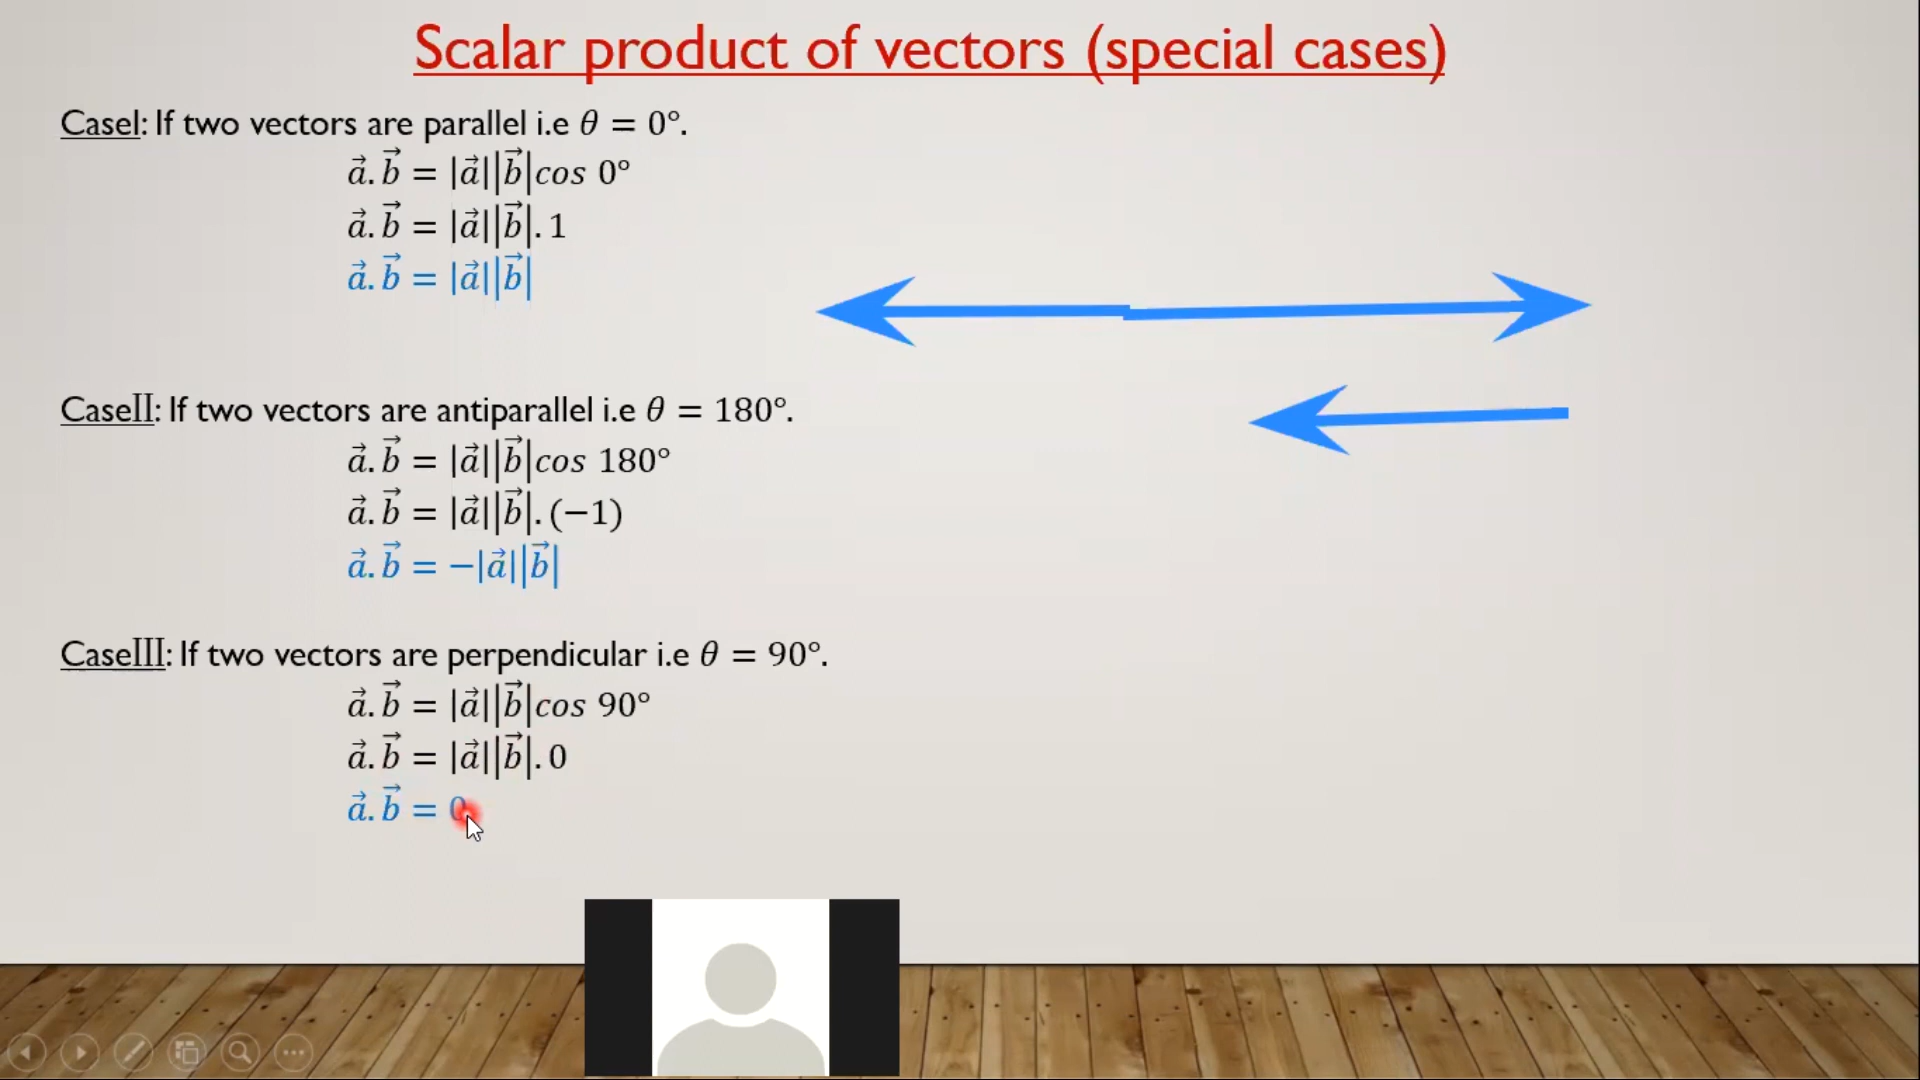 Scalar product of vectors (special cases)
CaseI: If two vectors are parallel i.e θ = 0°.
a⃗. b⃗ = |a⃗||b⃗|cos 0°
a⃗. b⃗ = |a⃗||b⃗|. 1
a⃗. b⃗ = |a⃗||b⃗|
CaseII: If two vectors are antiparallel i.e θ = 180°.
a⃗. b⃗ = |a⃗||b⃗|cos 180°
a⃗. b⃗ = |a⃗||b⃗|. (−1)
a⃗. b⃗ = −|a⃗||b⃗|
CaseIII: If two vectors are perpendicular i.e θ = 90°.
a⃗. b⃗ = |a⃗||b⃗|cos 90°
a⃗. b⃗ = |a⃗||b⃗|. 0
a⃗. b⃗ = 0